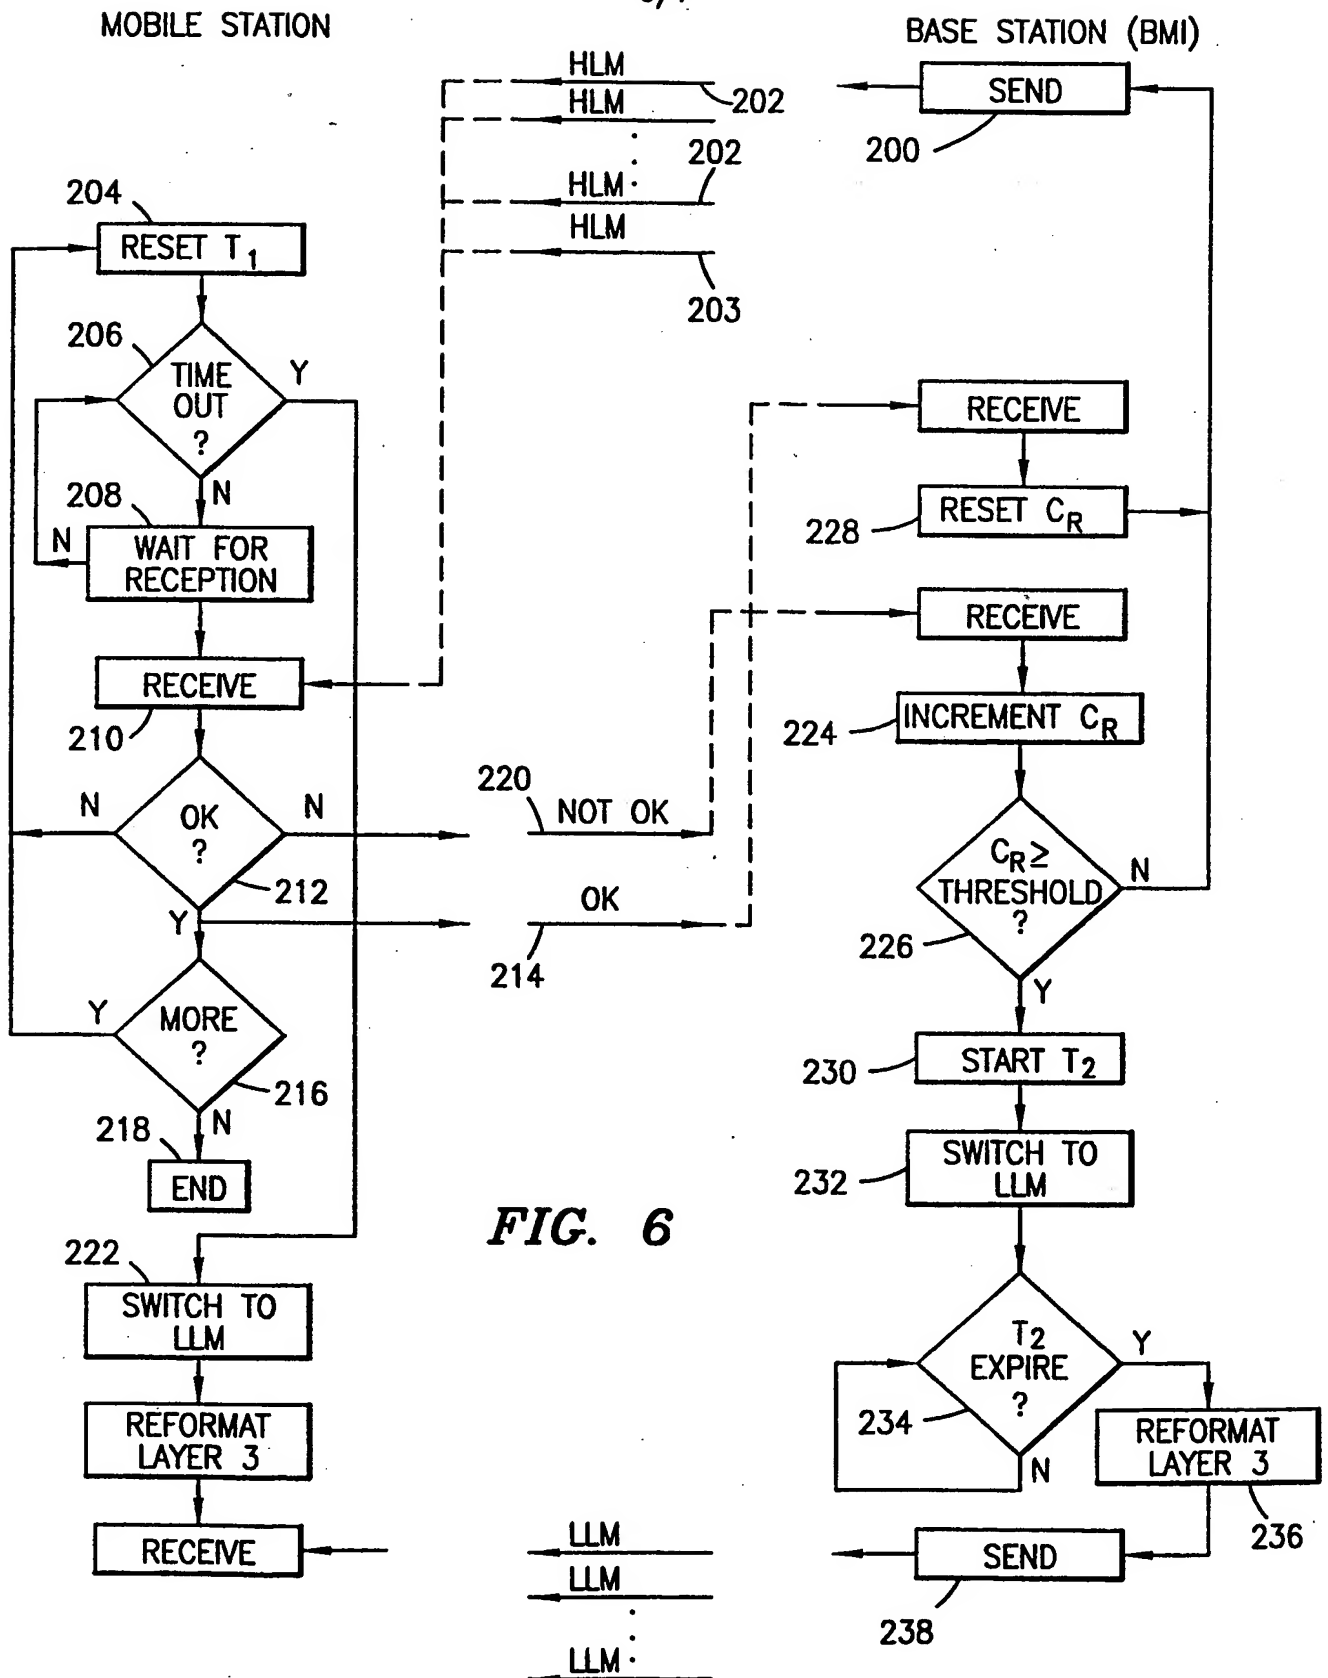 MOBILE STATION
BASE STATION (BMI)
HLM
202
SEND
200
HLM
202
HLM
HLM
203
204
RESET T1
206
TIME
OUT
?
Y
N
208
N
WAIT FOR
RECEPTION
RECEIVE
210
N
OK
?
N
212
Y
220
NOT OK
OK
214
Y
MORE
?
216
N
218
END
222
SWITCH TO
LLM
REFORMAT
LAYER 3
RECEIVE
FIG. 6
RECEIVE
RESET CR
228
RECEIVE
INCREMENT CR
224
CR≥
THRESHOLD
?
N
226
Y
START T2
230
SWITCH TO
LLM
232
T2
EXPIRE
?
Y
234
N
REFORMAT
LAYER 3
236
SEND
238
LLM
LLM
LLM